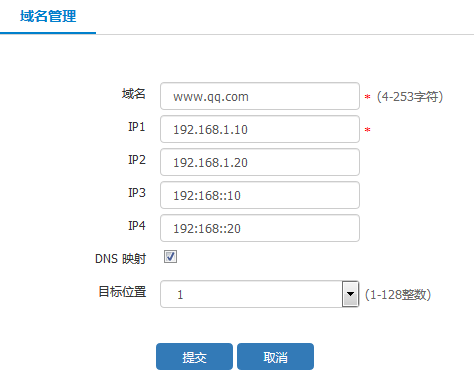 域名管理
域名 www.qq.com * (4-253字符)
IP1 192.168.1.10 *
IP2 192.168.1.20
IP3 192:168::10
IP4 192:168::20
DNS 映射
目标位置 1 (1-128整数)
提交 取消